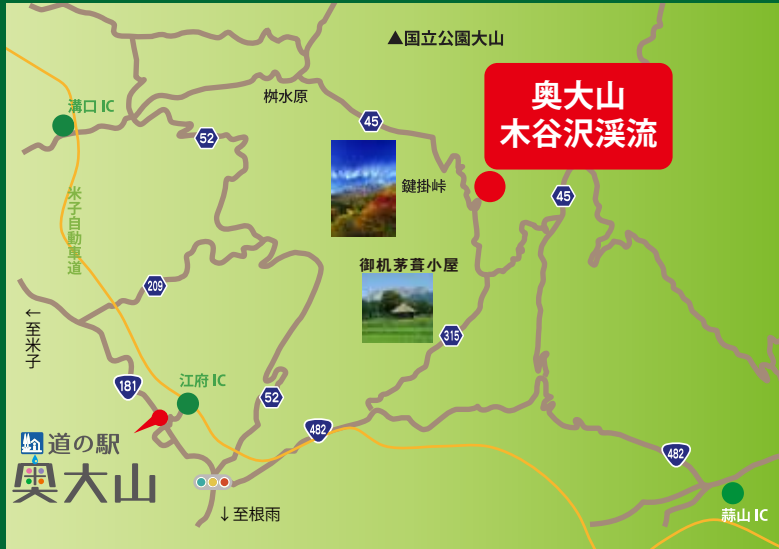 ▲国立公園大山
奥大山
木谷沢渓流
桝水原
溝口 IC
45
52
鍵掛峠
45
米子自動車道
御机茅葺小屋
209
←至米子
315
181
江府 IC
52
482
道の駅
奥大山
482
↓至根雨
蒜山 IC